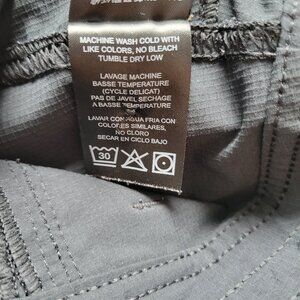 MACHINE WASH COLD WITH
LIKE COLORS, NO BLEACH
TUMBLE DRY LOW
LAVAGE MACHINE
BASSE TEMPERATURE
(CYCLE DELICAT)
PAS DE JAVEL SECHAGE
A BASSE TEMPERATURE
LAVAR CON AGUA FRIA CON
COLORES SIMILARES,
NO CLORO
SECAR EN CICLO BAJO
30